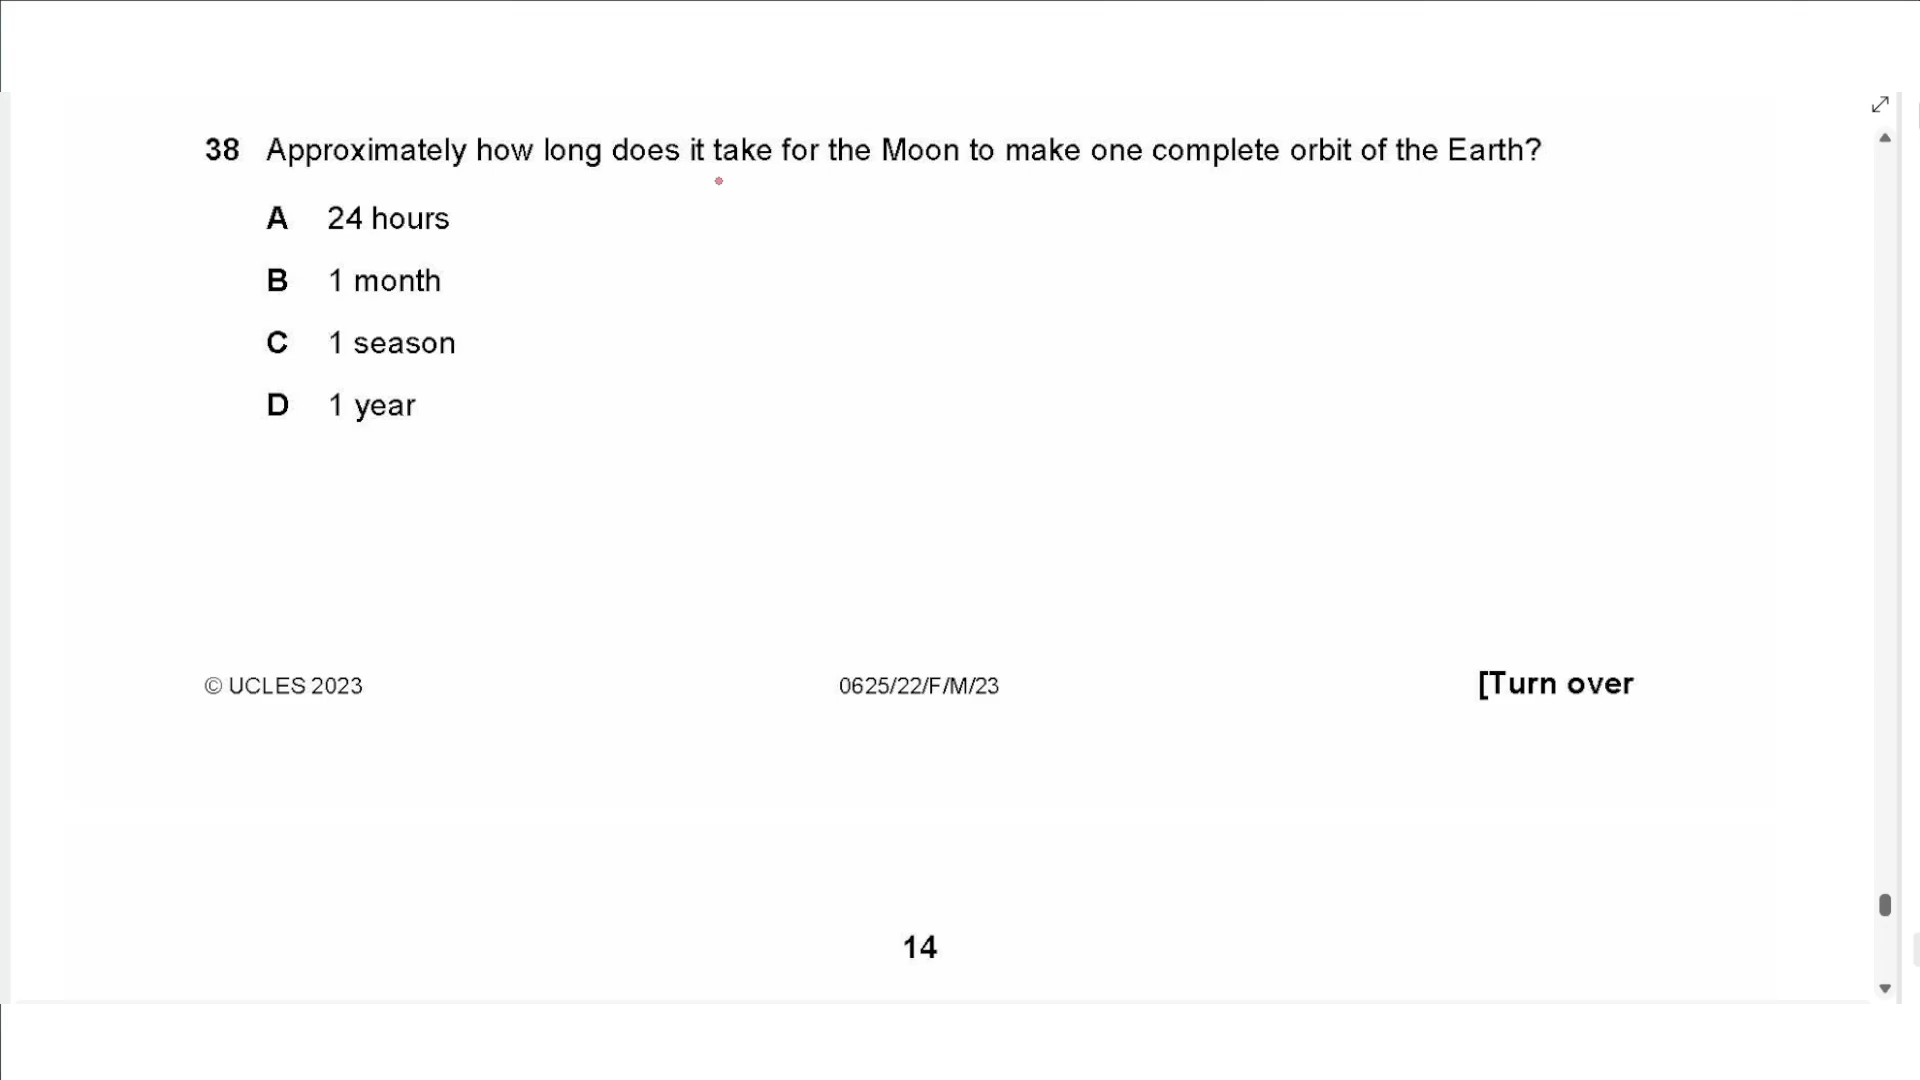 38 Approximately how long does it take for the Moon to make one complete orbit of the Earth?
A 24 hours
B 1 month
C 1 season
D 1 year
© UCLES 2023 0625/22/F/M/23 [Turn over
14